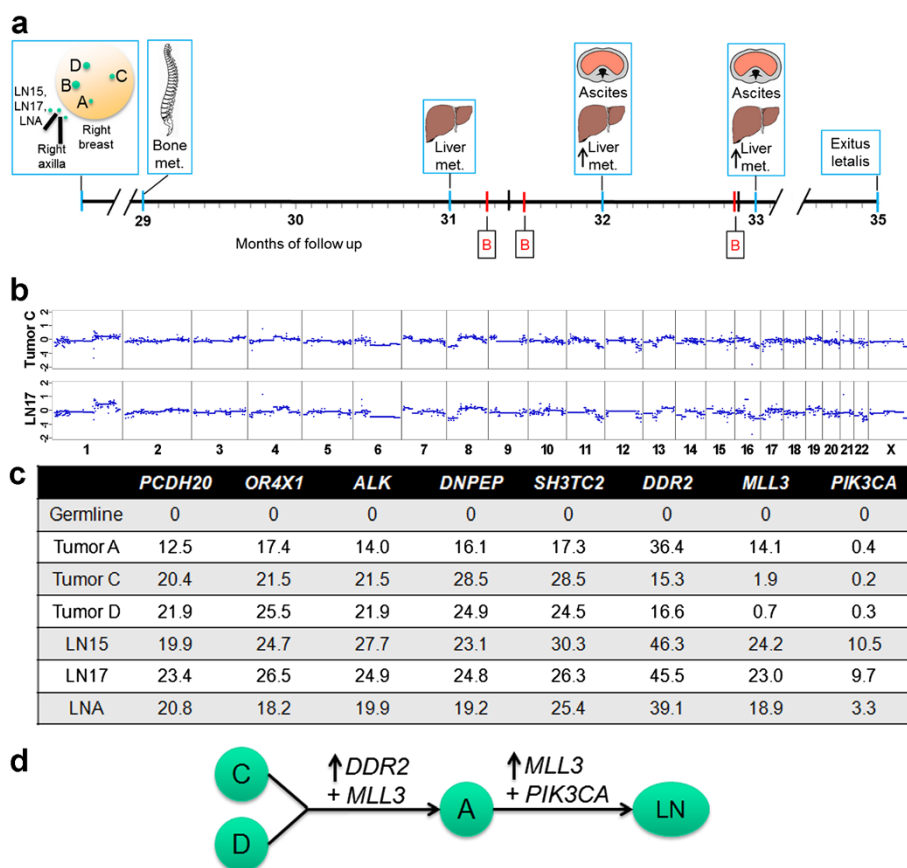 a
D
C
B
A
LN15,
LN17,
LNA
Right
breast
Right
axilla
Bone
met.
Liver
met.
Ascites
Liver
met.
Ascites
Liver
met.
Exitus
letalis
29 30 31 32 33 35
Months of follow up
B B B
b
Tumor C
2
1
0
-2
LN17
2
1
0
-2
1 2 3 4 5 6 7 8 9 10 11 12 13 14 15 16 17 18 19 20 21 22 X
c
PCDH20 OR4X1 ALK DNPEP SH3TC2 DDR2 MLL3 PIK3CA
Germline 0 0 0 0 0 0 0 0
Tumor A 12.5 17.4 14.0 16.1 17.3 36.4 14.1 0.4
Tumor C 20.4 21.5 21.5 28.5 28.5 15.3 1.9 0.2
Tumor D 21.9 25.5 21.9 24.9 24.5 16.6 0.7 0.3
LN15 19.9 24.7 27.7 23.1 30.3 46.3 24.2 10.5
LN17 23.4 26.5 24.9 24.8 26.3 45.5 23.0 9.7
LNA 20.8 18.2 19.9 19.2 25.4 39.1 18.9 3.3
d
C
D
↑DDR2
+ MLL3
A
↑MLL3
+ PIK3CA
LN